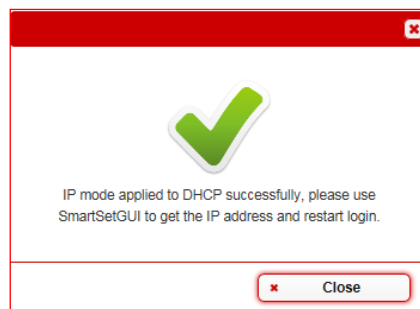 IP mode applied to DHCP successfully, please use
SmartSetGUI to get the IP address and restart login.
Close